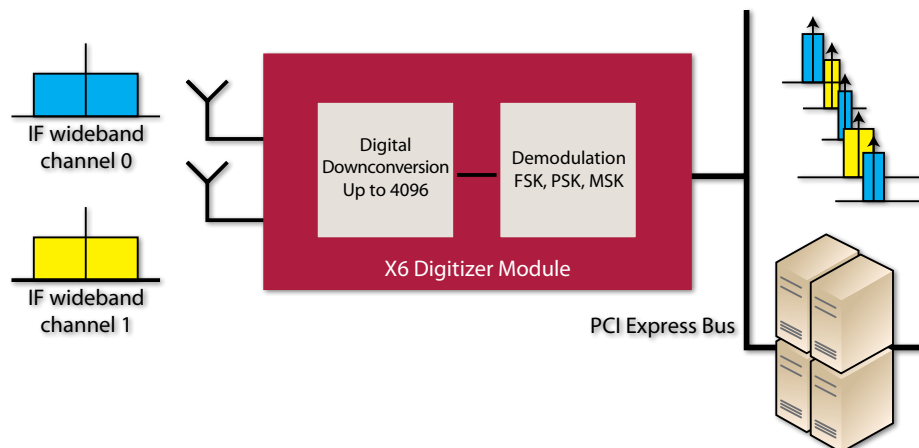 IF wideband
channel 0
IF wideband
channel 1
Digital
Downconversion
Up to 4096
Demodulation
FSK, PSK, MSK
X6 Digitizer Module
PCI Express Bus